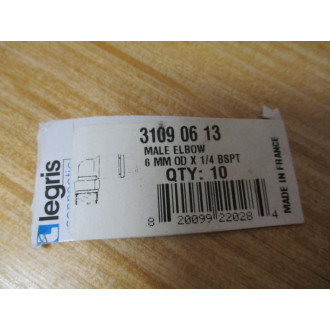 legris
3109 06 13
MALE ELBOW
6 MM OD X 1/4 BSPT
QTY: 10
8 20099 22028 4
MADE IN FRANCE